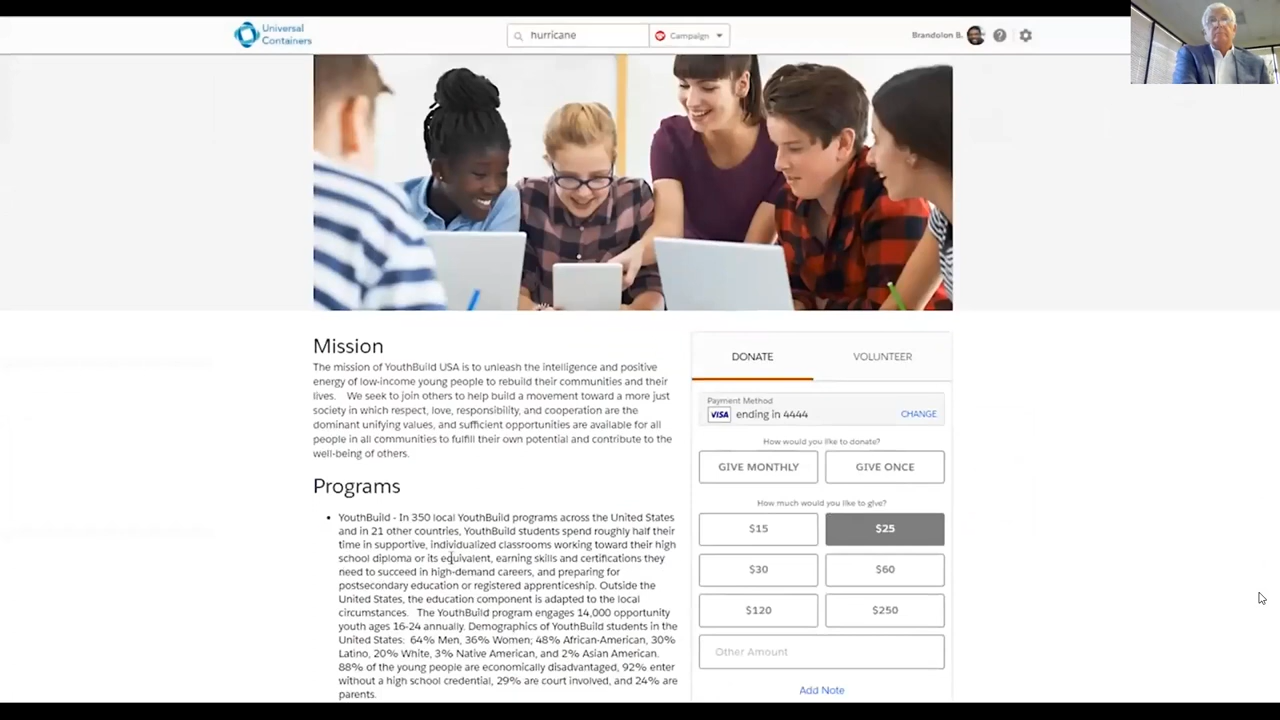 Universal
Containers
hurricane
Campaign
Brandolon B.
Mission
The mission of YouthBuild USA is to unleash the intelligence and positive
energy of low-income young people to rebuild their communities and their
lives. We seek to join others to help build a movement toward a more just
society in which respect, love, responsibility, and cooperation are the
dominant unifying values, and sufficient opportunities are available for all
people in all communities to fulfill their own potential and contribute to the
well-being of others.
Programs
• YouthBuild - In 350 local YouthBuild programs across the United States
and in 21 other countries, YouthBuild students spend roughly half their
time in supportive, individualized classrooms working toward their high
school diploma or its equivalent, earning skills and certifications they
need to succeed in high-demand careers, and preparing for
postsecondary education or registered apprenticeship. Outside the
United States, the education component is adapted to the local
circumstances. The YouthBuild program engages 14,000 opportunity
youth ages 16-24 annually. Demographics of YouthBuild students in the
United States: 64% Men, 36% Women; 48% African-American, 30%
Latino, 20% White, 3% Native American, and 2% Asian American.
88% of the young people are economically disadvantaged, 92% enter
without a high school credential, 29% are court involved, and 24% are
parents.
DONATE VOLUNTEER
Payment Method
VISA ending in 4444 CHANGE
How would you like to donate?
GIVE MONTHLY GIVE ONCE
How much would you like to give?
$15 $25
$30 $60
$120 $250
Other Amount
Add Note